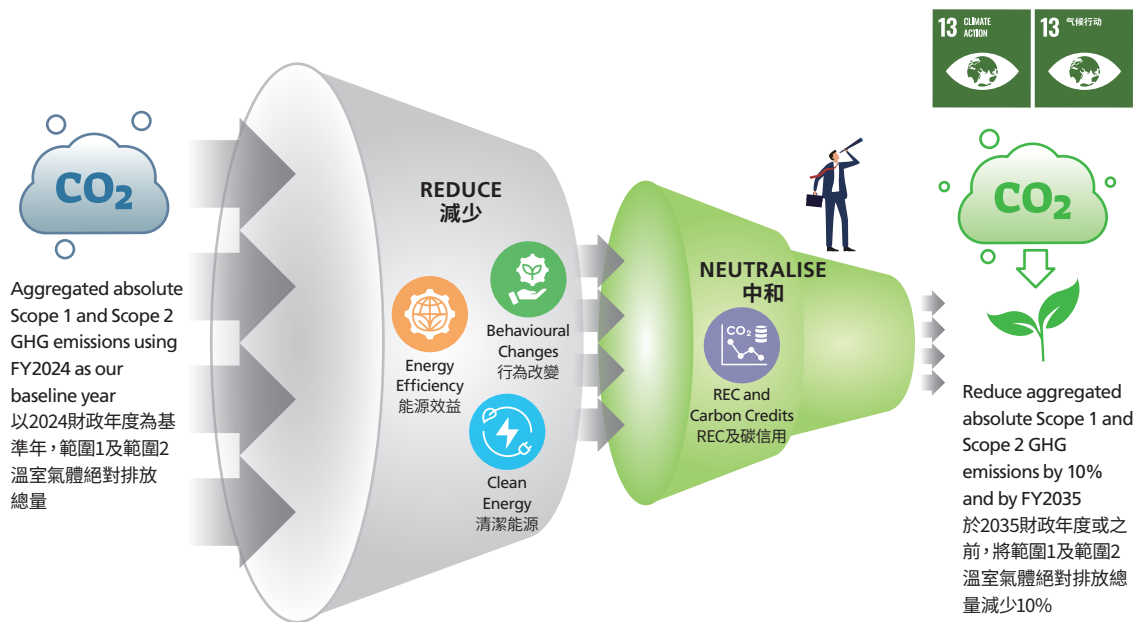 13 CLIMATE
ACTION
13 气候行动
CO₂
Aggregated absolute
Scope 1 and Scope 2
GHG emissions using
FY2024 as our
baseline year
以2024財政年度為基
準年，範圍1及範圍2
溫室氣體絕對排放
總量
REDUCE
減少
Energy
Efficiency
能源效益
Behavioural
Changes
行為改變
Clean
Energy
清潔能源
NEUTRALISE
中和
CO₂
REC and
Carbon Credits
REC及碳信用
CO₂
Reduce aggregated
absolute Scope 1 and
Scope 2 GHG
emissions by 10%
and by FY2035
於2035財政年度或之
前，將範圍1及範圍2
溫室氣體絕對排放總
量減少10%